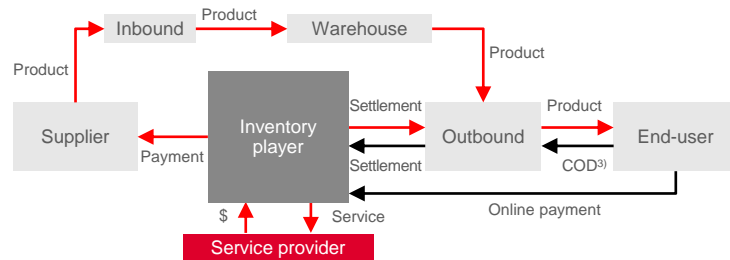 Product
Inbound
Warehouse
Product
Product
Supplier
Payment
Inventory
player
Settlement
Settlement
Outbound
Product
COD³⁾
End-user
Online payment
$
Service
Service provider